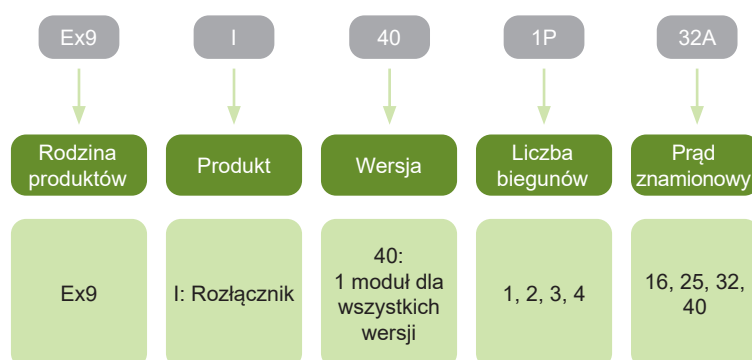 Ex9
I
40
1P
32A
Rodzina
produktów
Produkt
Wersja
Liczba
biegunów
Prąd
znamionowy
Ex9
I: Rozłącznik
40:
1 moduł dla
wszystkich
wersji
1, 2, 3, 4
16, 25, 32,
40